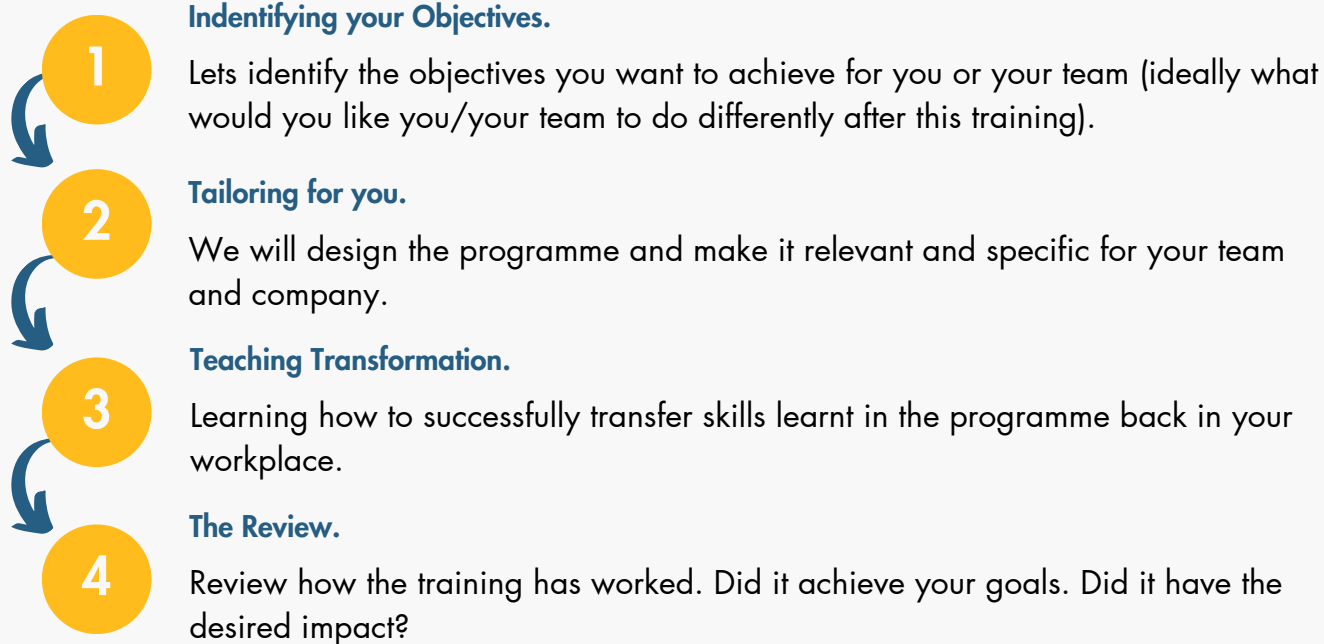 Indentifying your Objectives.
1
Lets identify the objectives you want to achieve for you or your team (ideally what
would you like you/your team to do differently after this training).
Tailoring for you.
2
We will design the programme and make it relevant and specific for your team
and company.
Teaching Transformation.
3
Learning how to successfully transfer skills learnt in the programme back in your
workplace.
The Review.
4
Review how the training has worked. Did it achieve your goals. Did it have the
desired impact?